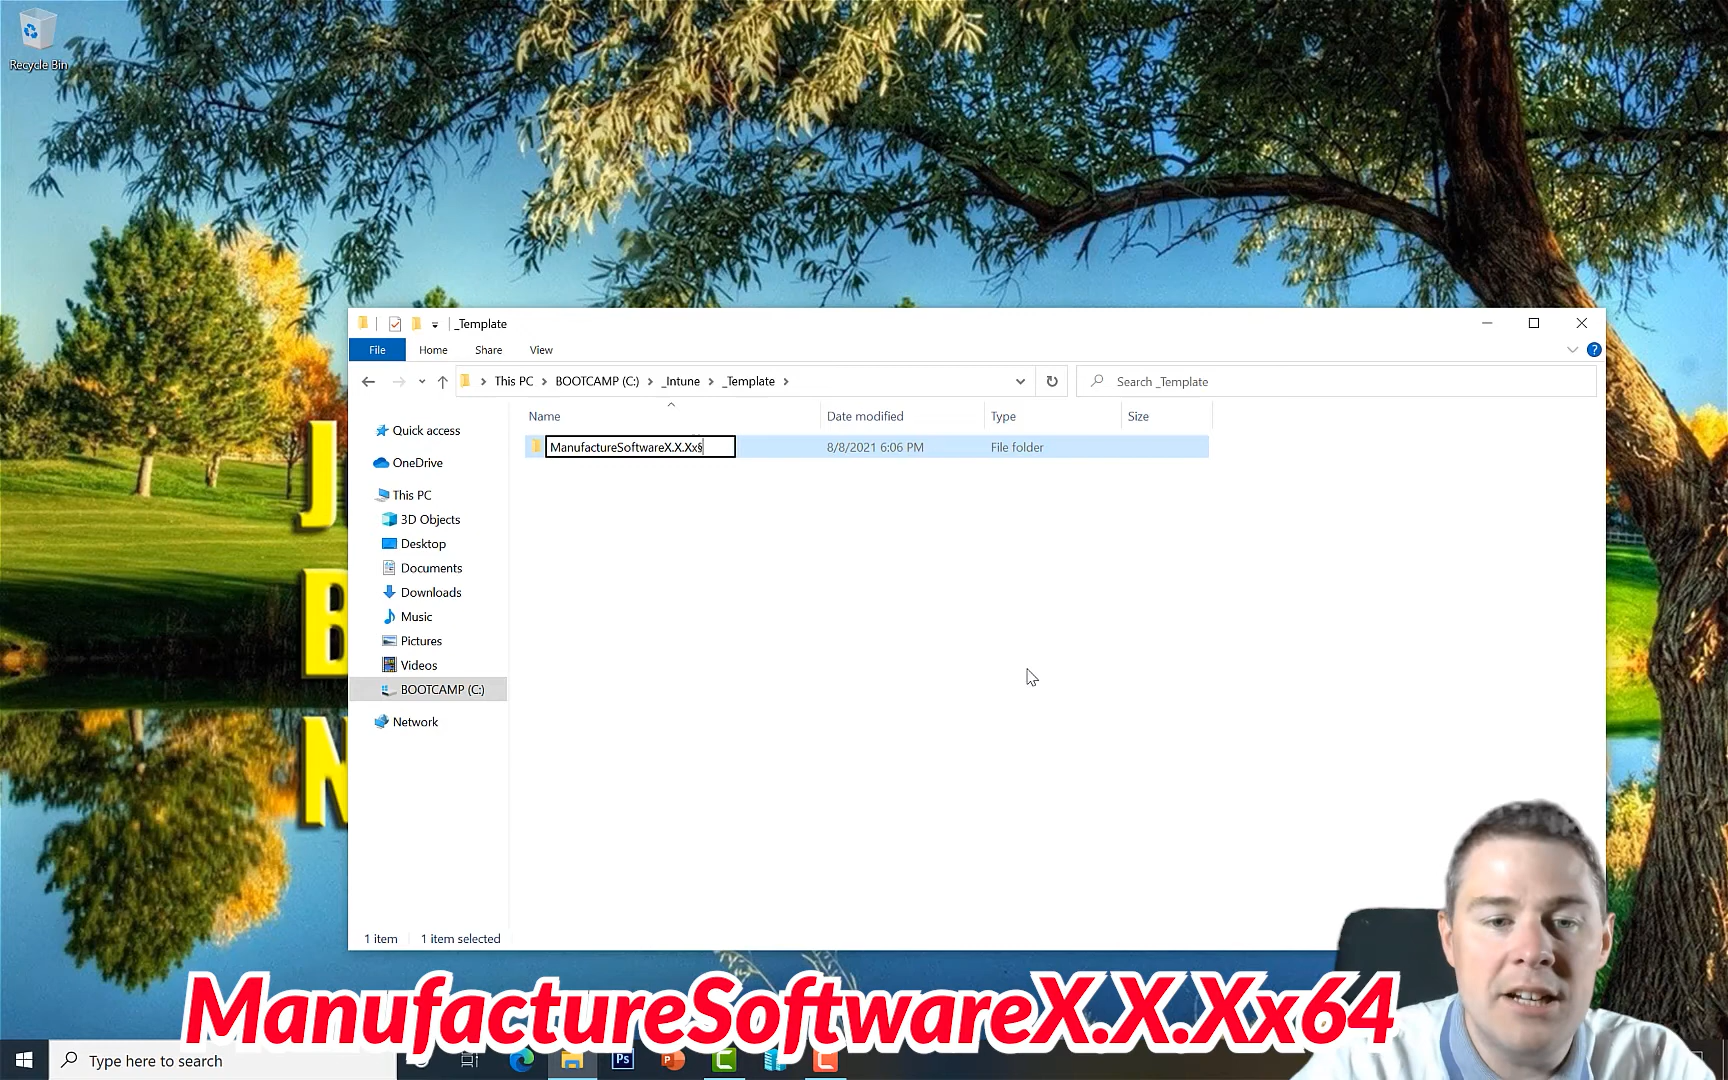 Recycle Bin
J
B
N
_Template
File
Home
Share
View
This PC
BOOTCAMP (C:)
_Intune
_Template
Search _Template
Name
Date modified
Type
Size
ManufactureSoftwareX.X.Xx§
8/8/2021 6:06 PM
File folder
Quick access
OneDrive
This PC
3D Objects
Desktop
Documents
Downloads
Music
Pictures
Videos
BOOTCAMP (C:)
Network
1 item
1 item selected
ManufactureSoftwareX.X.Xx64
Type here to search
Ps
P
C
C